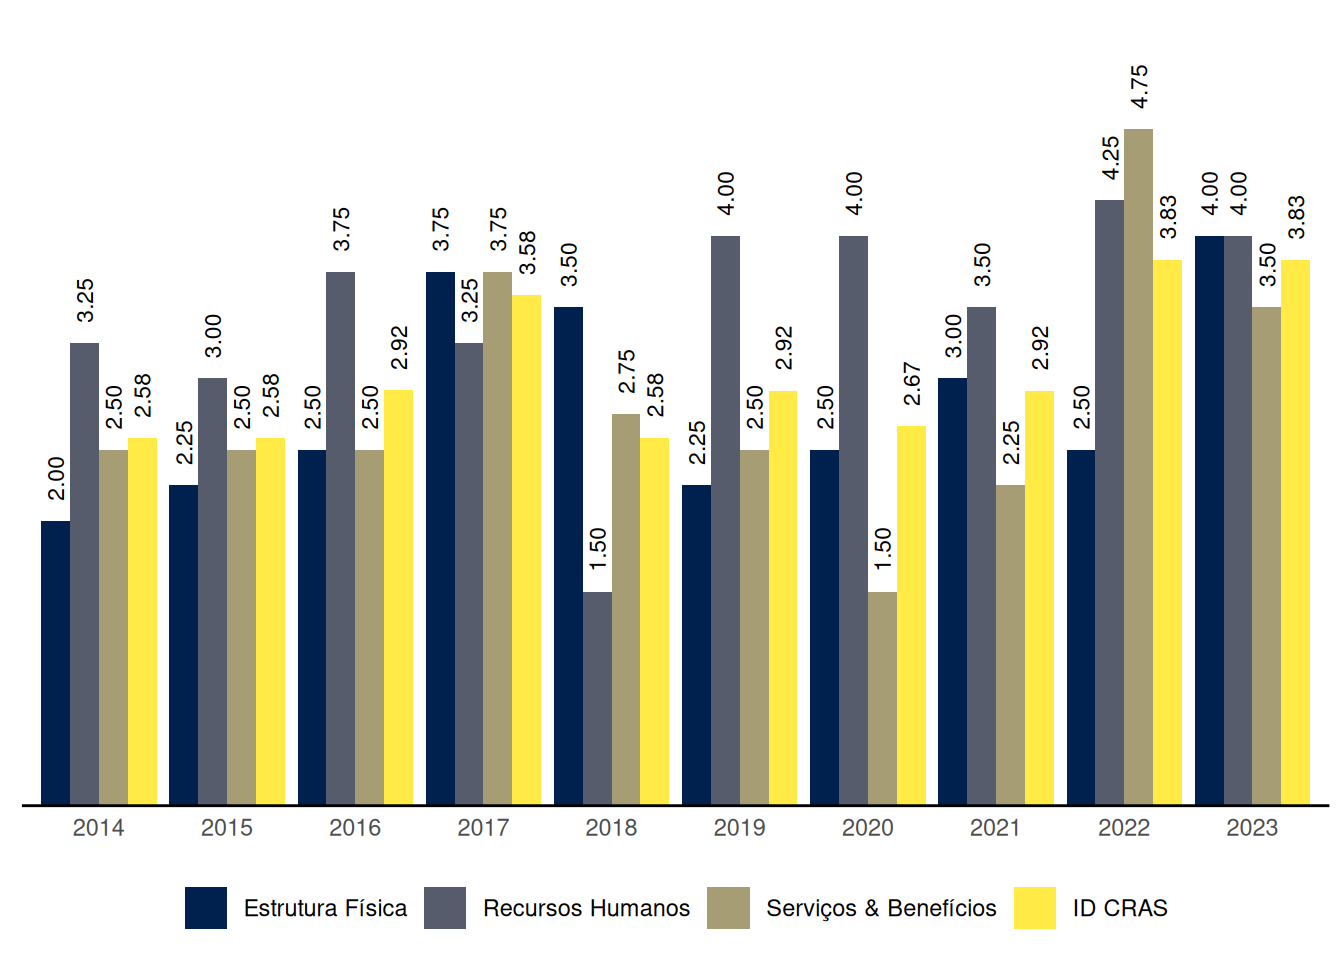 2.00 3.25 2.50 2.58 2.25 3.00 2.50 2.58 2.50 3.75 2.50 2.92 3.75 3.25 3.75 3.58 3.50 1.50 2.75 2.58 2.25 4.00 2.50 2.92 2.50 4.00 1.50 2.67 3.00 3.50 2.25 2.92 2.50 4.25 4.75 3.83 4.00 4.00 3.50 3.83
2014 2015 2016 2017 2018 2019 2020 2021 2022 2023
Estrutura Física Recursos Humanos Serviços & Benefícios ID CRAS